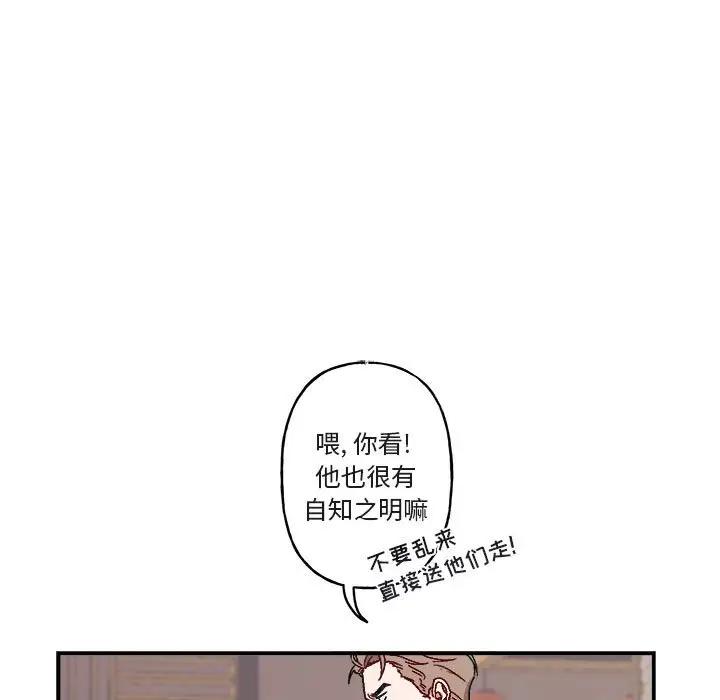 喂, 你看!
他也很有
自知之明嘛
不要乱来
直接送他们走!